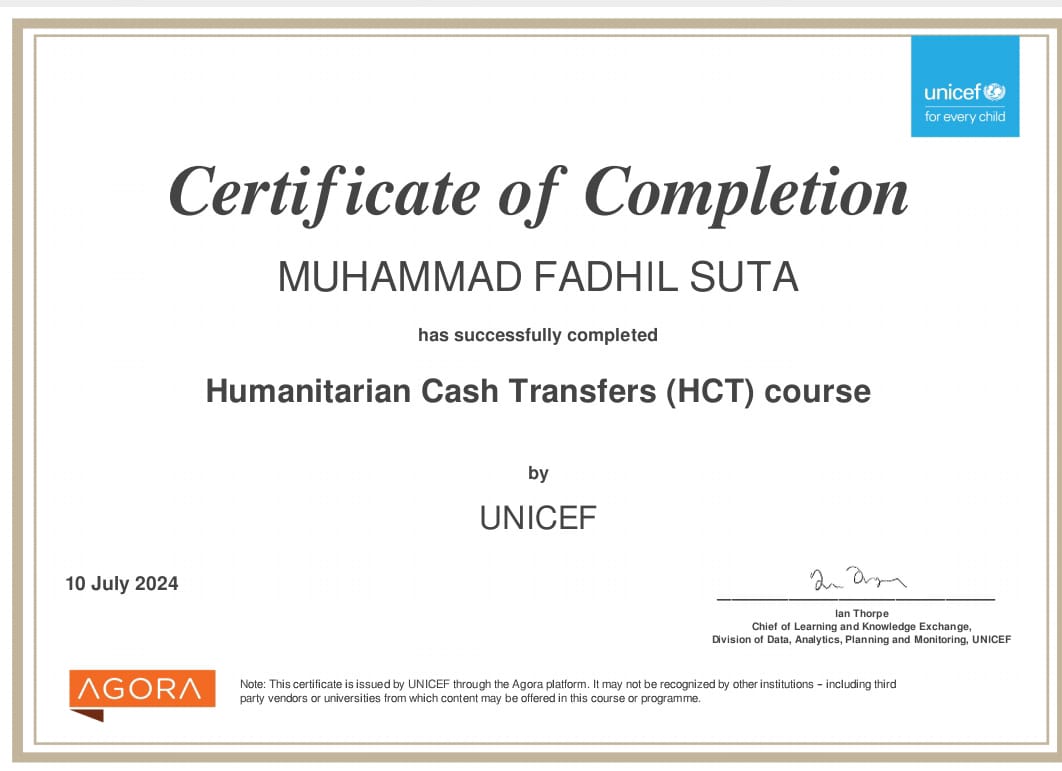 unicef
for every child
Certificate of Completion
MUHAMMAD FADHIL SUTA
has successfully completed
Humanitarian Cash Transfers (HCT) course
by
UNICEF
10 July 2024
Ian Thorpe
Chief of Learning and Knowledge Exchange,
Division of Data, Analytics, Planning and Monitoring, UNICEF
AGORA
Note: This certificate is issued by UNICEF through the Agora platform. It may not be recognized by other institutions – including third
party vendors or universities from which content may be offered in this course or programme.